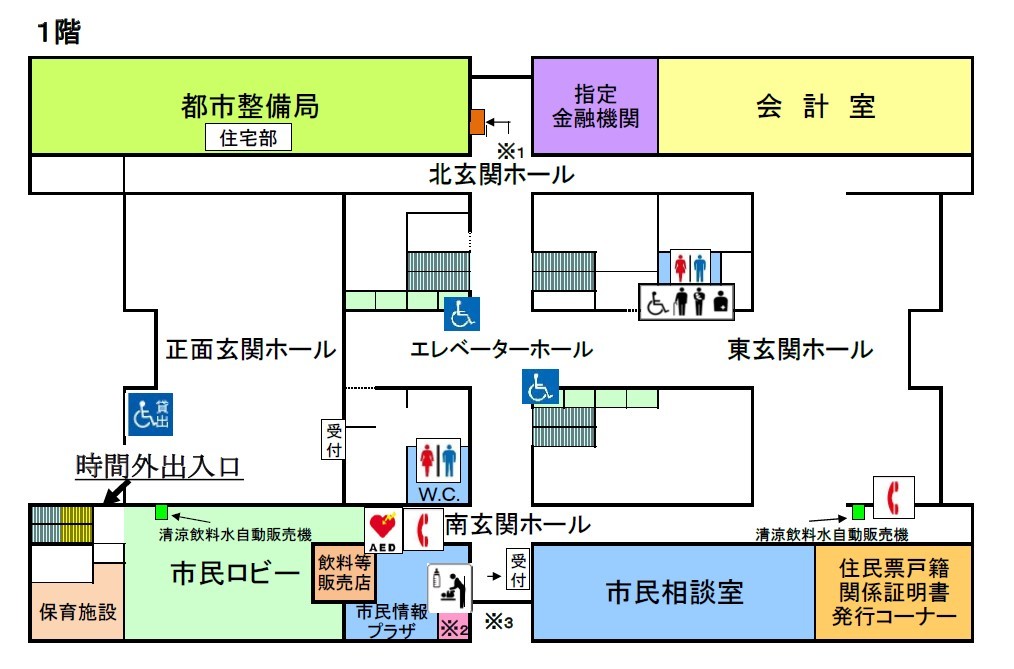 1階
都市整備局
住宅部
指定
金融機関
会計室
※1
北玄関ホール
正面玄関ホール
エレベーターホール
東玄関ホール
貸
出
受
付
時間外出入口
W.C.
南玄関ホール
清涼飲料水自動販売機
清涼飲料水自動販売機
AED
市民ロビー
飲料等
販売店
受
付
保育施設
市民情報
プラザ
※2
※3
市民相談室
住民票戸籍
関係証明書
発行コーナー